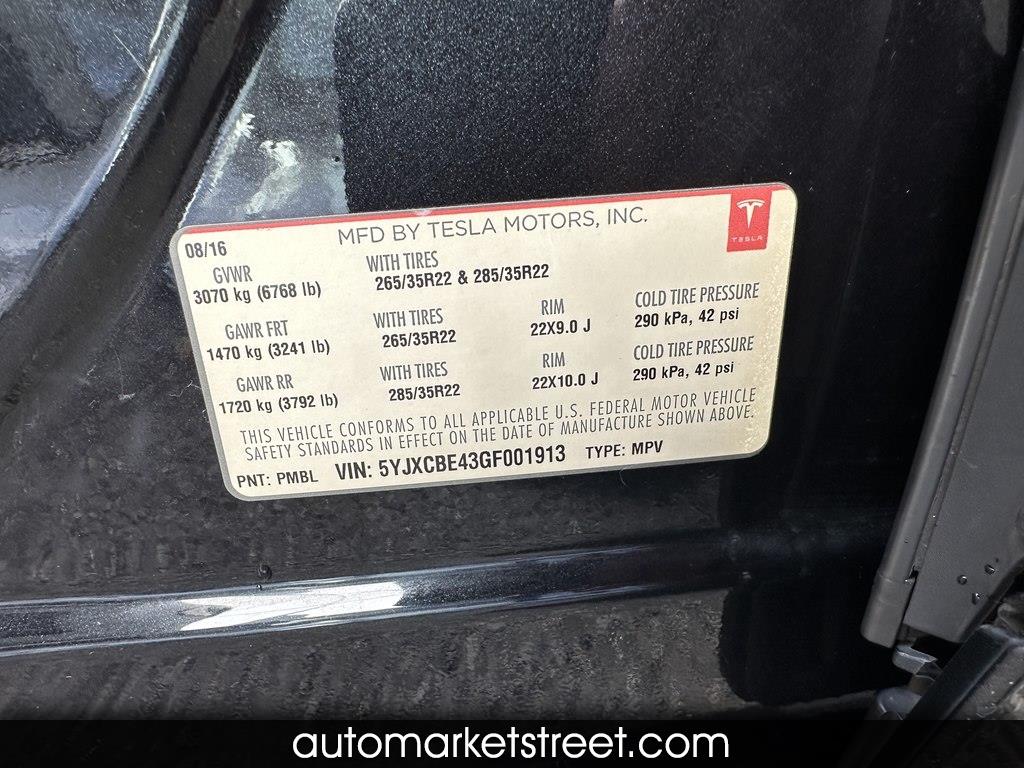 MFD BY TESLA MOTORS, INC.
TESLA
08/16
GVWR WITH TIRES
3070 kg (6768 lb) 265/35R22 & 285/35R22
GAWR FRT WITH TIRES RIM COLD TIRE PRESSURE
1470 kg (3241 lb) 265/35R22 22X9.0 J 290 kPa, 42 psi
GAWR RR WITH TIRES RIM COLD TIRE PRESSURE
1720 kg (3792 lb) 285/35R22 22X10.0 J 290 kPa, 42 psi
THIS VEHICLE CONFORMS TO ALL APPLICABLE U.S. FEDERAL MOTOR VEHICLE
SAFETY STANDARDS IN EFFECT ON THE DATE OF MANUFACTURE SHOWN ABOVE.
PNT: PMBL VIN: 5YJXCBE43GF001913 TYPE: MPV
automarketstreet.com